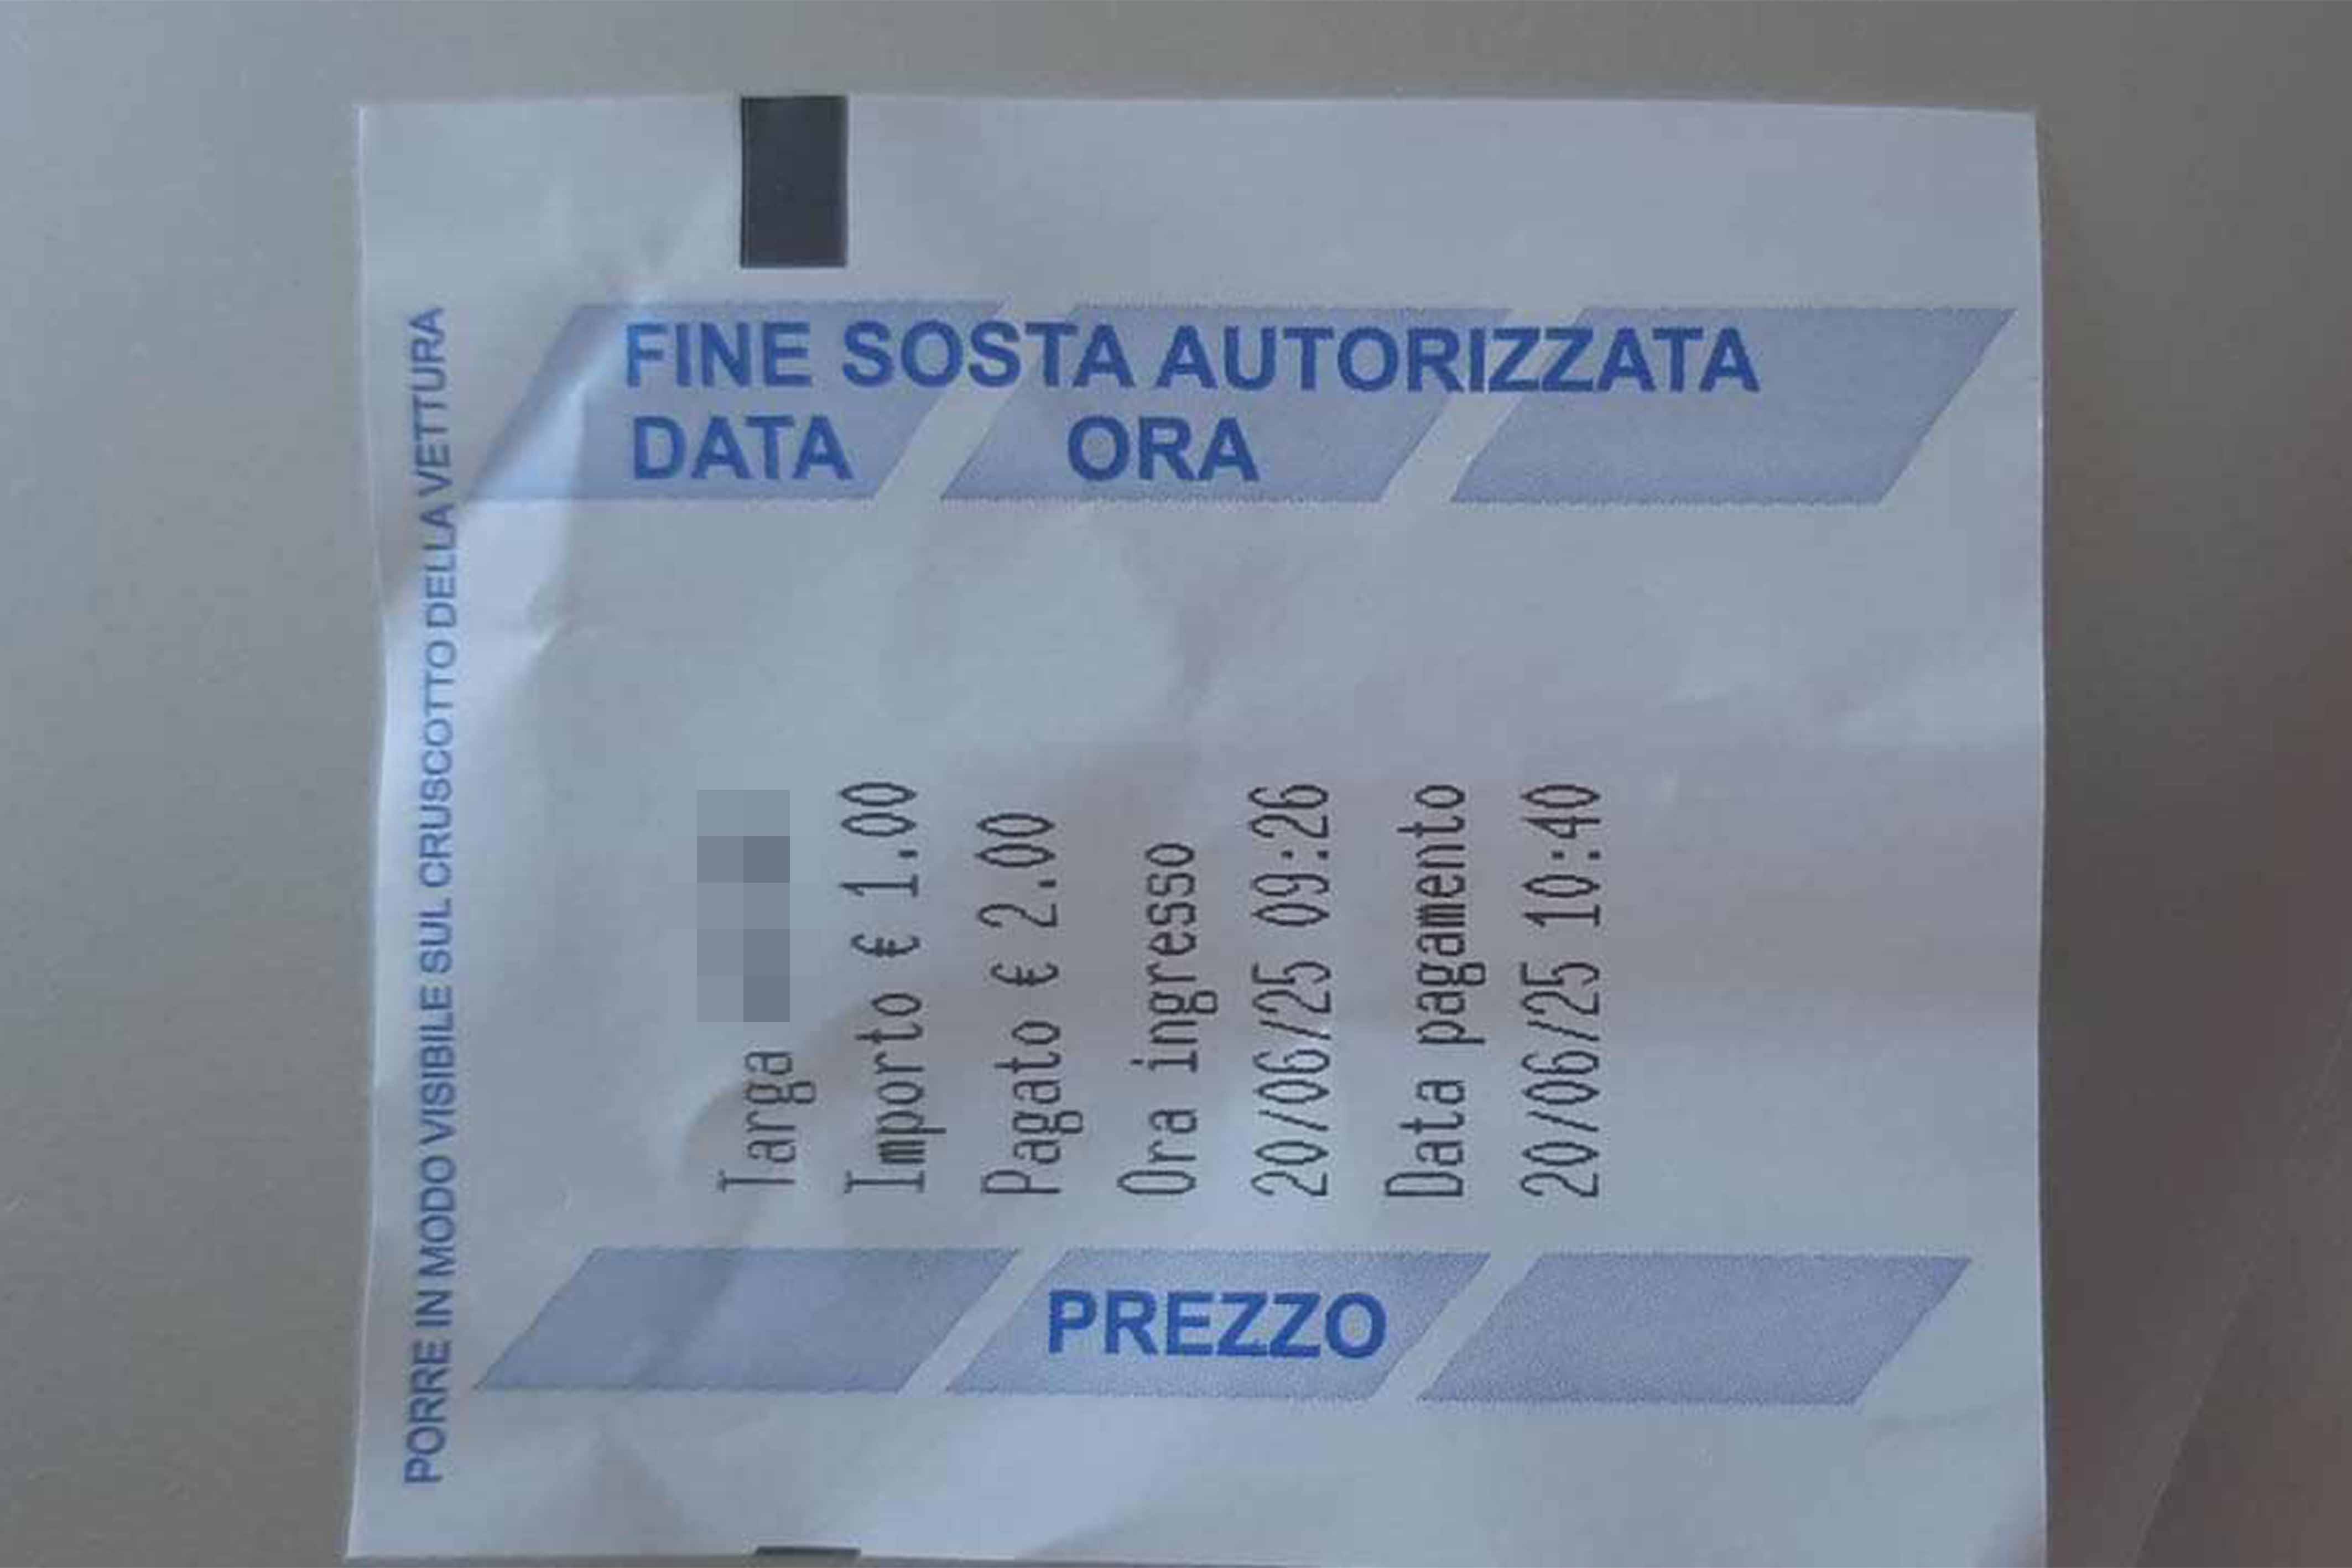 PORRE IN MODO VISIBILE SUL CRUSCOTTO DELLA VETTURA
FINE SOSTA AUTORIZZATA
DATA ORA
Targa
Importo € 1.00
Pagato € 2.00
Ora ingresso
20/06/25 09:26
Data pagamento
20/06/25 10:40
PREZZO